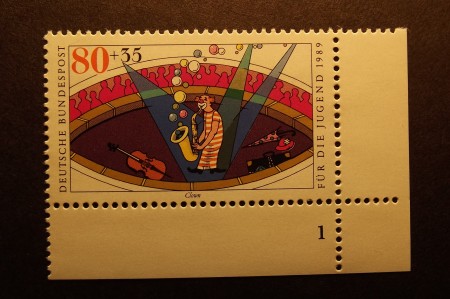 80+35
DEUTSCHE BUNDESPOST
FÜR DIE JUGEND 1989
Clown
1